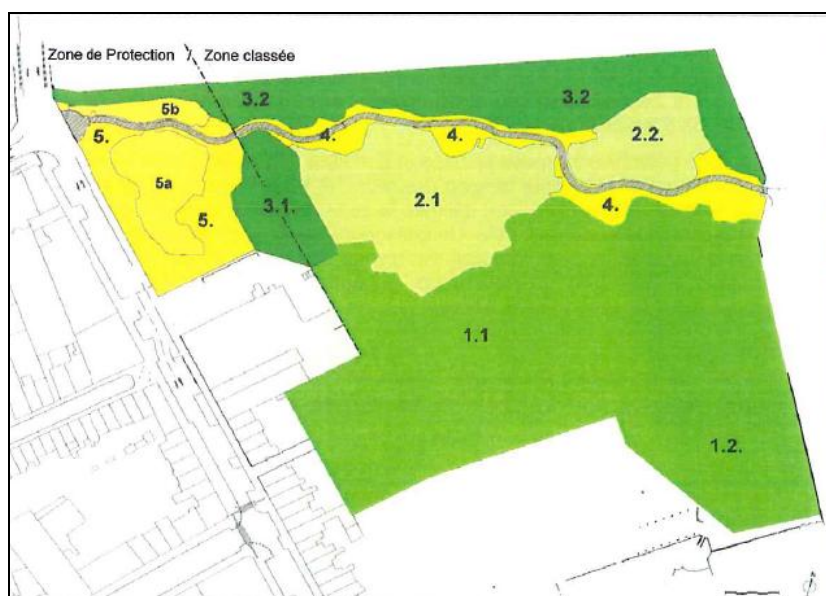 Zone de Protection / Zone classée
3.2 3.2
5b
5. 4. 4. 2.2.
5a
3.1. 2.1
5. 4.
1.1
1.2.